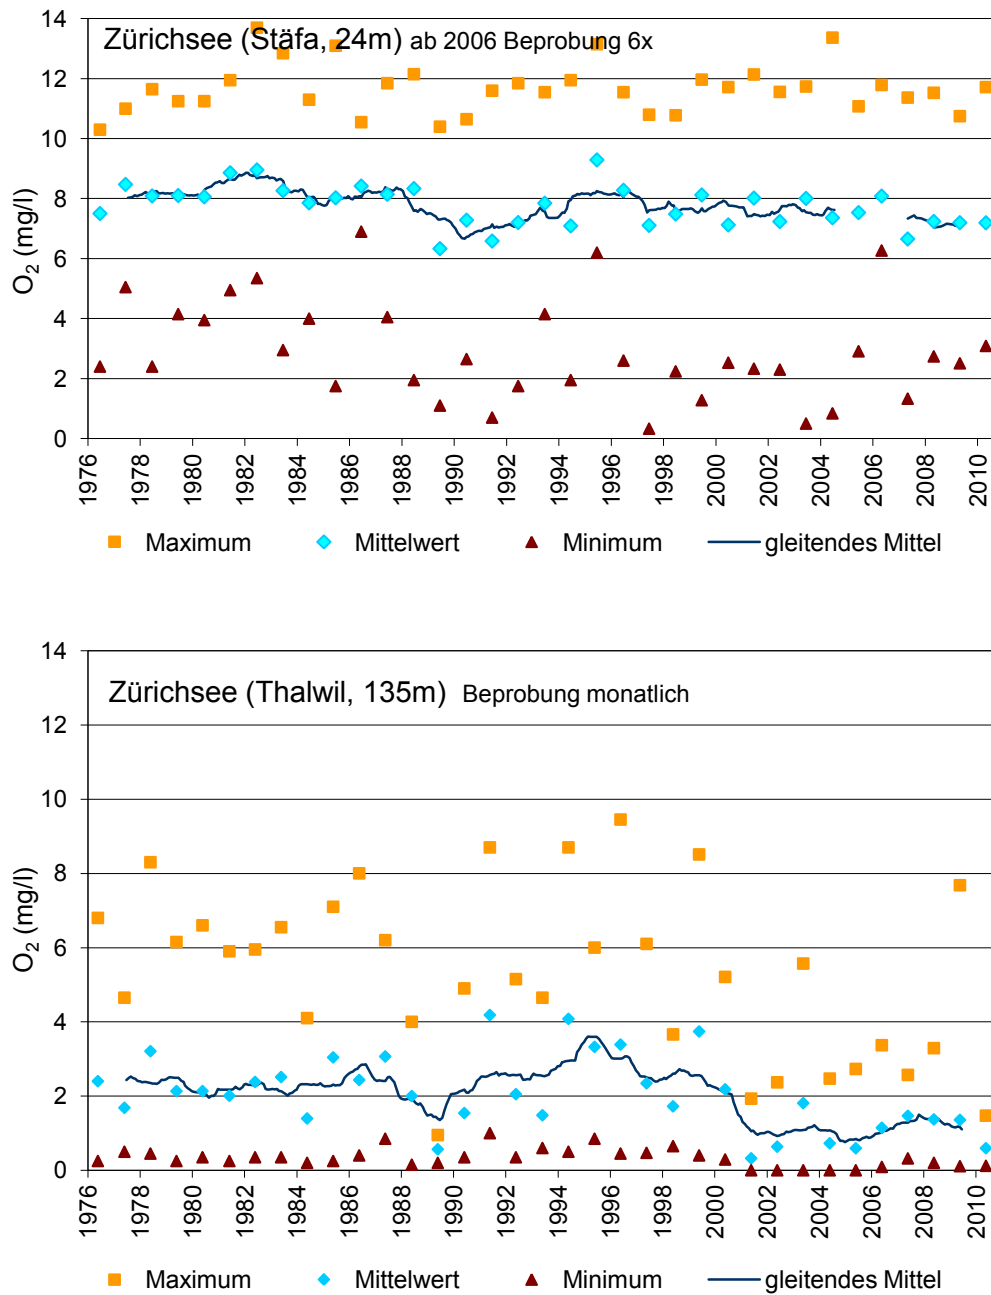 Zürichsee (Stäfa, 24m) ab 2006 Beprobung 6x
O2 (mg/l)
14
12
10
8
6
4
2
0
1976 1978 1980 1982 1984 1986 1988 1990 1992 1994 1996 1998 2000 2002 2004 2006 2008 2010
Maximum Mittelwert Minimum gleitendes Mittel
Zürichsee (Thalwil, 135m) Beprobung monatlich
O2 (mg/l)
14
12
10
8
6
4
2
0
1976 1978 1980 1982 1984 1986 1988 1990 1992 1994 1996 1998 2000 2002 2004 2006 2008 2010
Maximum Mittelwert Minimum gleitendes Mittel